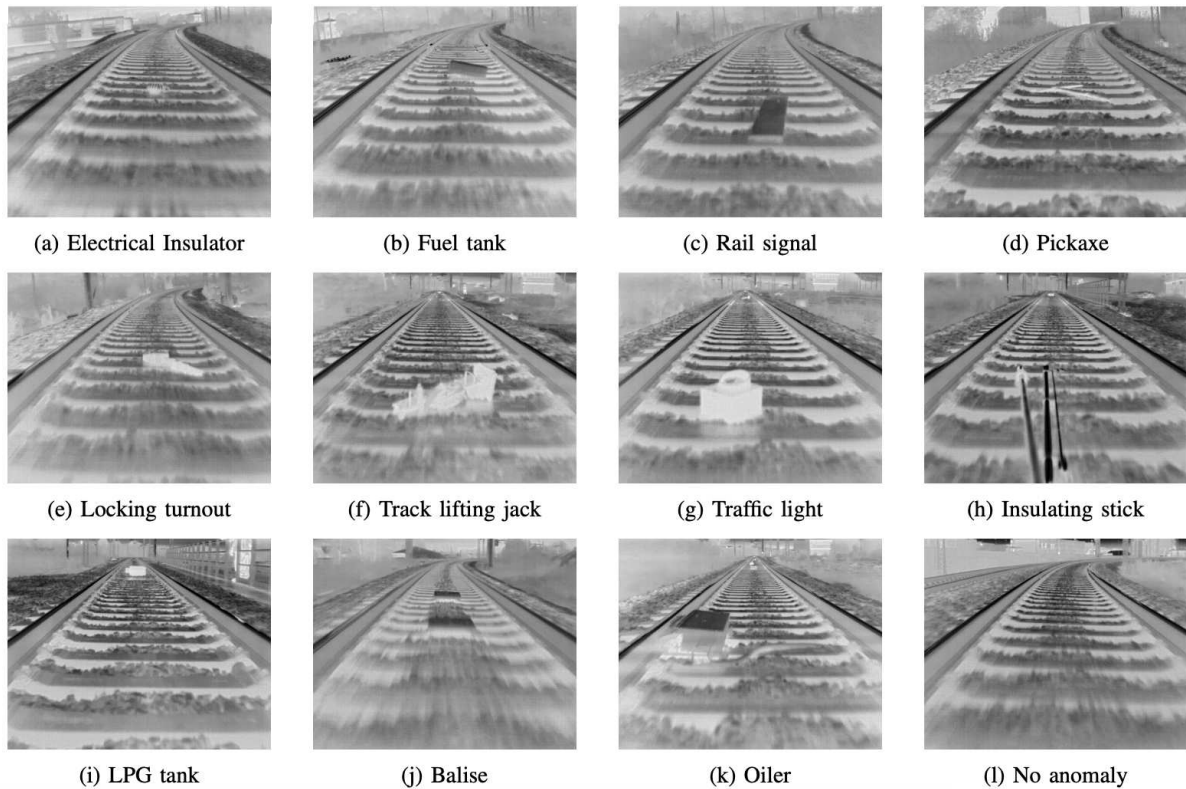 (a) Electrical Insulator
(b) Fuel tank
(c) Rail signal
(d) Pickaxe
(e) Locking turnout
(f) Track lifting jack
(g) Traffic light
(h) Insulating stick
(i) LPG tank
(j) Balise
(k) Oiler
(l) No anomaly